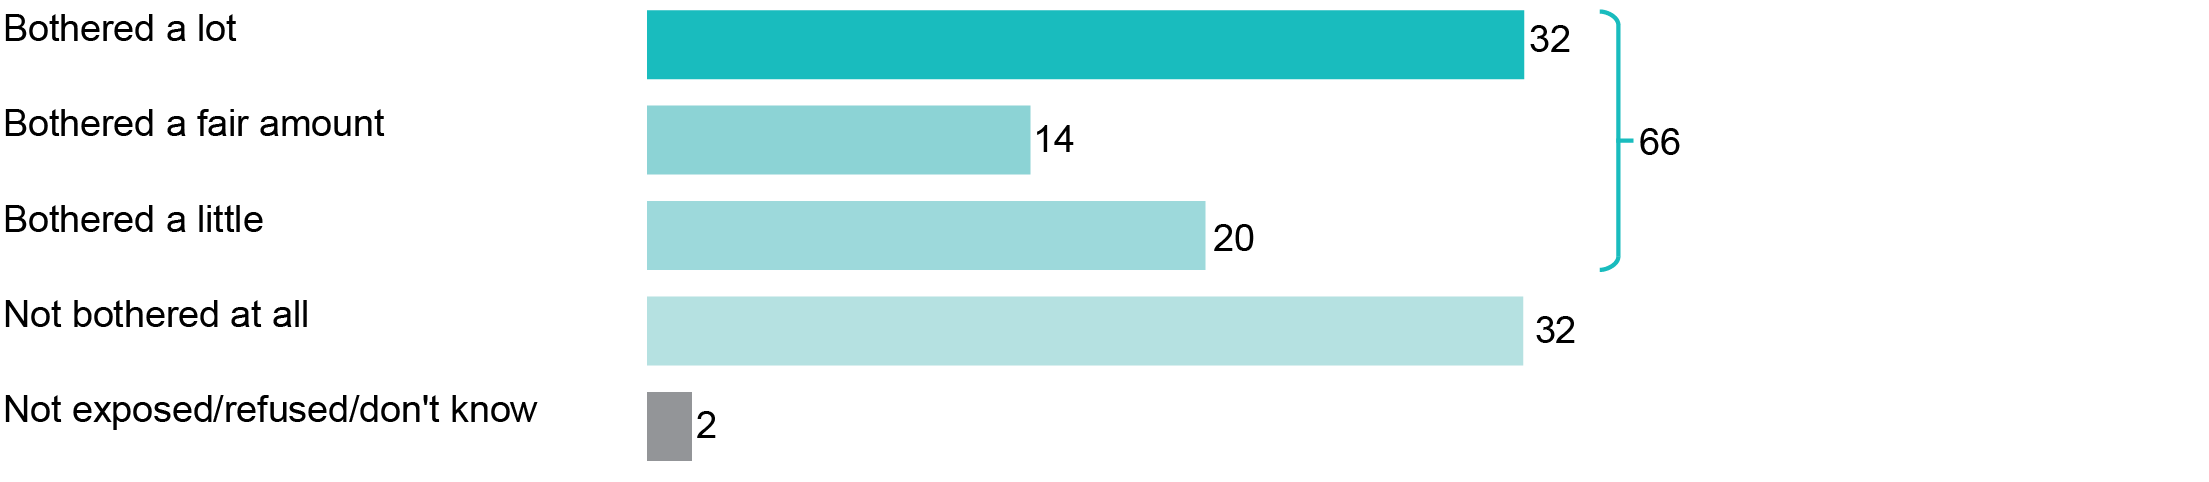 Bothered a lot 32
Bothered a fair amount 14
66
Bothered a little 20
Not bothered at all 32
Not exposed/refused/don't know 2